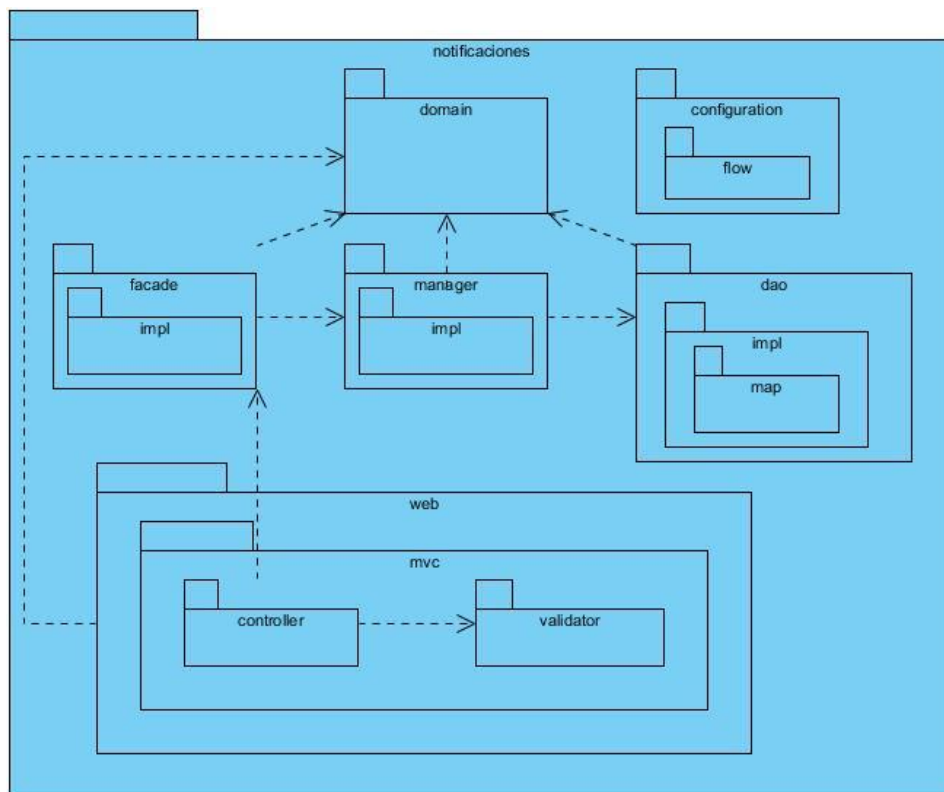 notificaciones
domain
configuration
flow
facade
impl
manager
impl
dao
impl
map
web
mvc
controller
validator